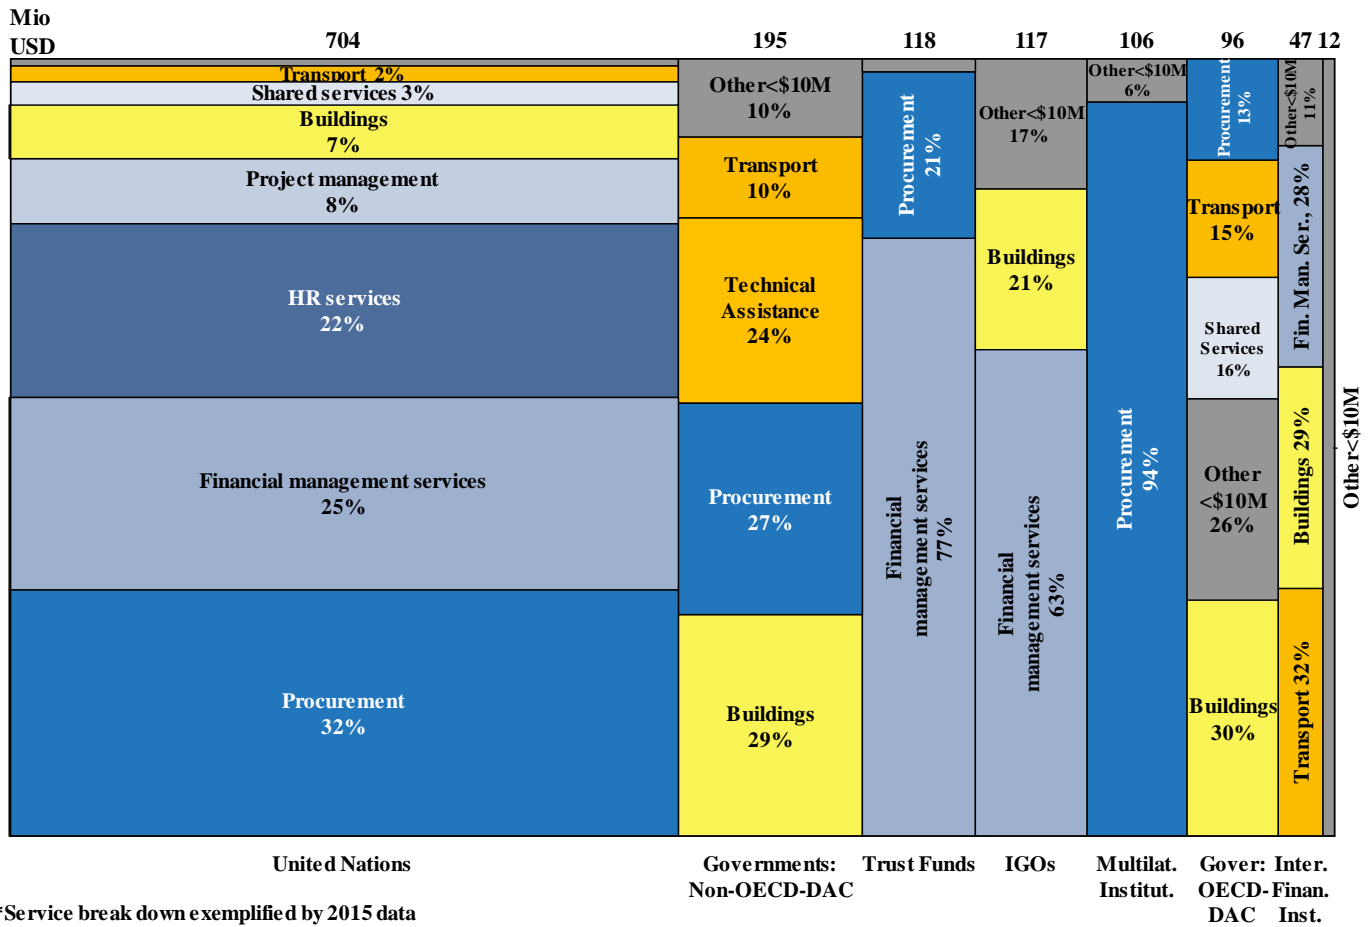 Mio
USD
704
195
118
117
106
96
47
12
Transport 2%
Shared services 3%
Buildings
7%
Project management
8%
HR services
22%
Financial management services
25%
Procurement
32%
Other<$10M
10%
Transport
10%
Technical
Assistance
24%
Procurement
27%
Buildings
29%
Procurement
21%
Financial
management services
77%
Other<$10M
17%
Buildings
21%
Financial
management services
63%
Other<$10M
6%
Procurement
94%
Procurement
13%
Transport
15%
Shared
Services
16%
Other
<$10M
26%
Buildings
30%
Other<$10M
11%
Fin. Man. Ser., 28%
Buildings 29%
Transport 32%
Other<$10M
United Nations
Governments:
Non-OECD-DAC
Trust Funds
IGOs
Multilat.
Institut.
Gover:
OECD-
DAC
Inter.
Finan.
Inst.
*Service break down exemplified by 2015 data